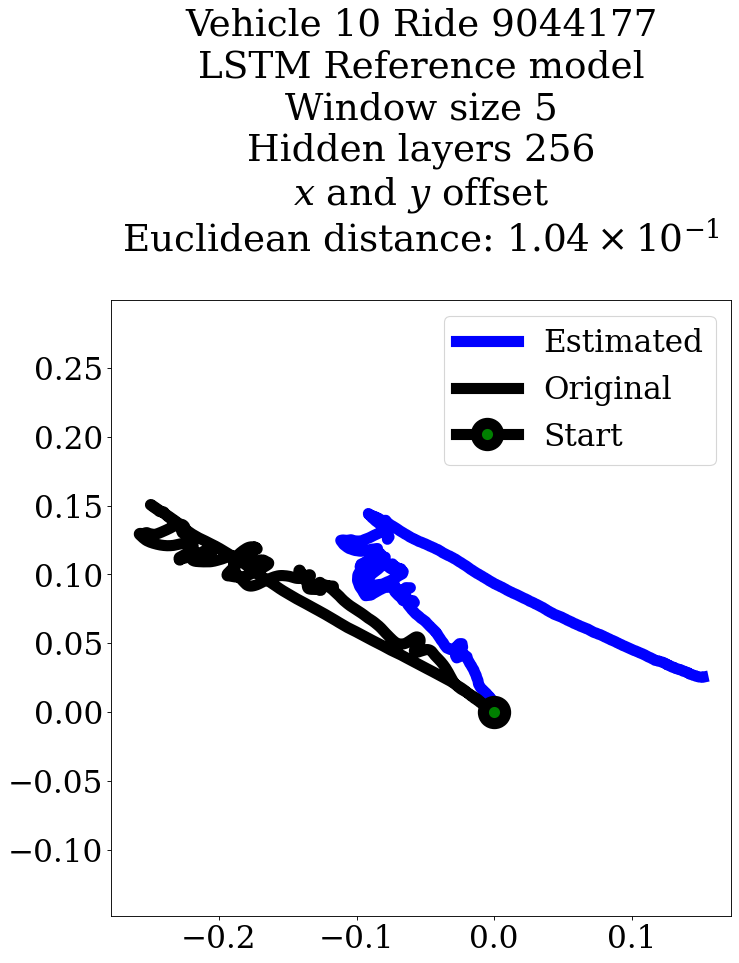 Vehicle 10 Ride 9044177
LSTM Reference model
Window size 5
Hidden layers 256
x and y offset
Euclidean distance: 1.04 × 10⁻¹
Estimated
Original
Start
0.25
0.20
0.15
0.10
0.05
0.00
−0.05
−0.10
−0.2
−0.1
0.0
0.1